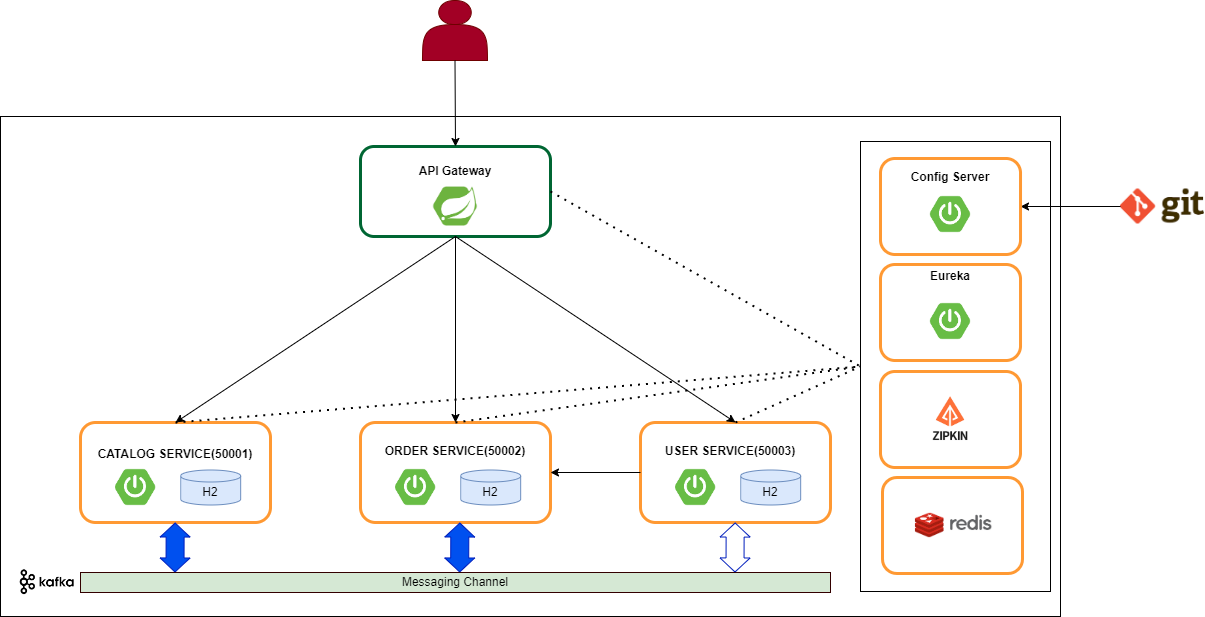 API Gateway
Config Server
git
Eureka
ZIPKIN
redis
CATALOG SERVICE(50001)
H2
ORDER SERVICE(50002)
H2
USER SERVICE(50003)
H2
kafka
Messaging Channel